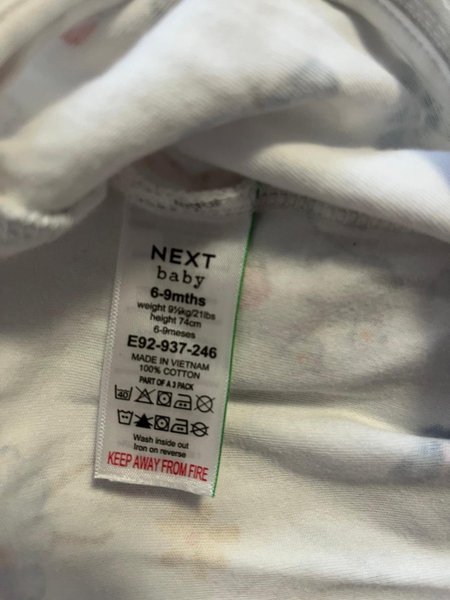 NEXT
baby
6-9mths
weight 9½kg/21lbs
height 74cm
6-9meses
E92-937-246
MADE IN VIETNAM
100% COTTON
PART OF A 3 PACK
40
Wash inside out
Iron on reverse
KEEP AWAY FROM FIRE